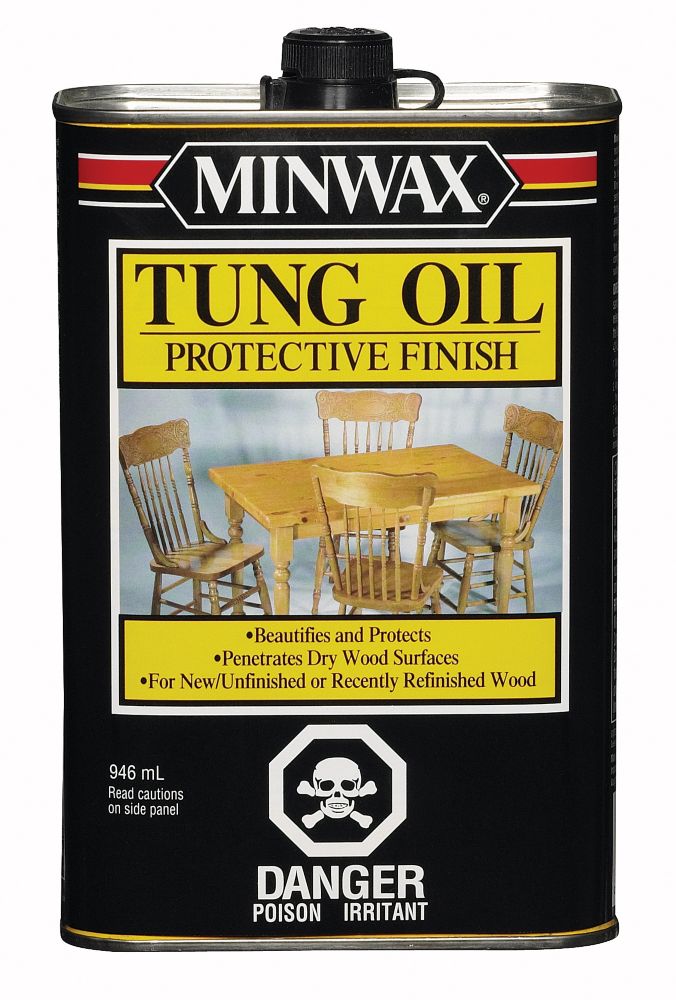 MINWAX®
TUNG OIL
PROTECTIVE FINISH
•Beautifies and Protects
•Penetrates Dry Wood Surfaces
•For New/Unfinished or Recently Refinished Wood
946 mL
Read cautions
on side panel
DANGER
POISON IRRITANT